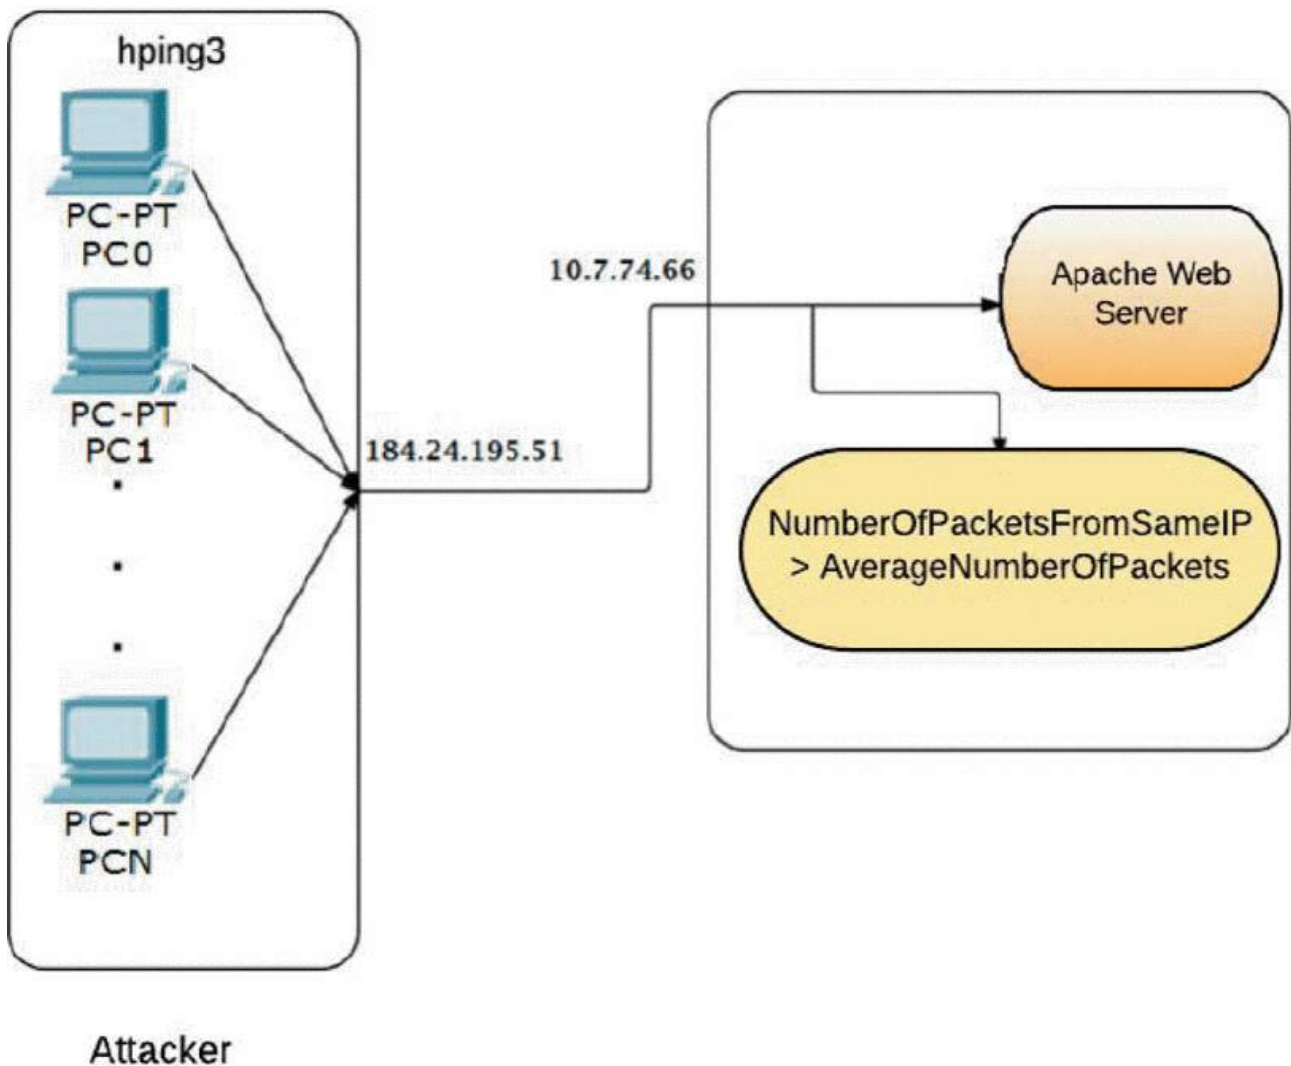 hping3
PC-PT
PC0
PC-PT
PC1
PC-PT
PCN
Attacker
184.24.195.51
10.7.74.66
Apache Web
Server
NumberOfPacketsFromSameIP
> AverageNumberOfPackets